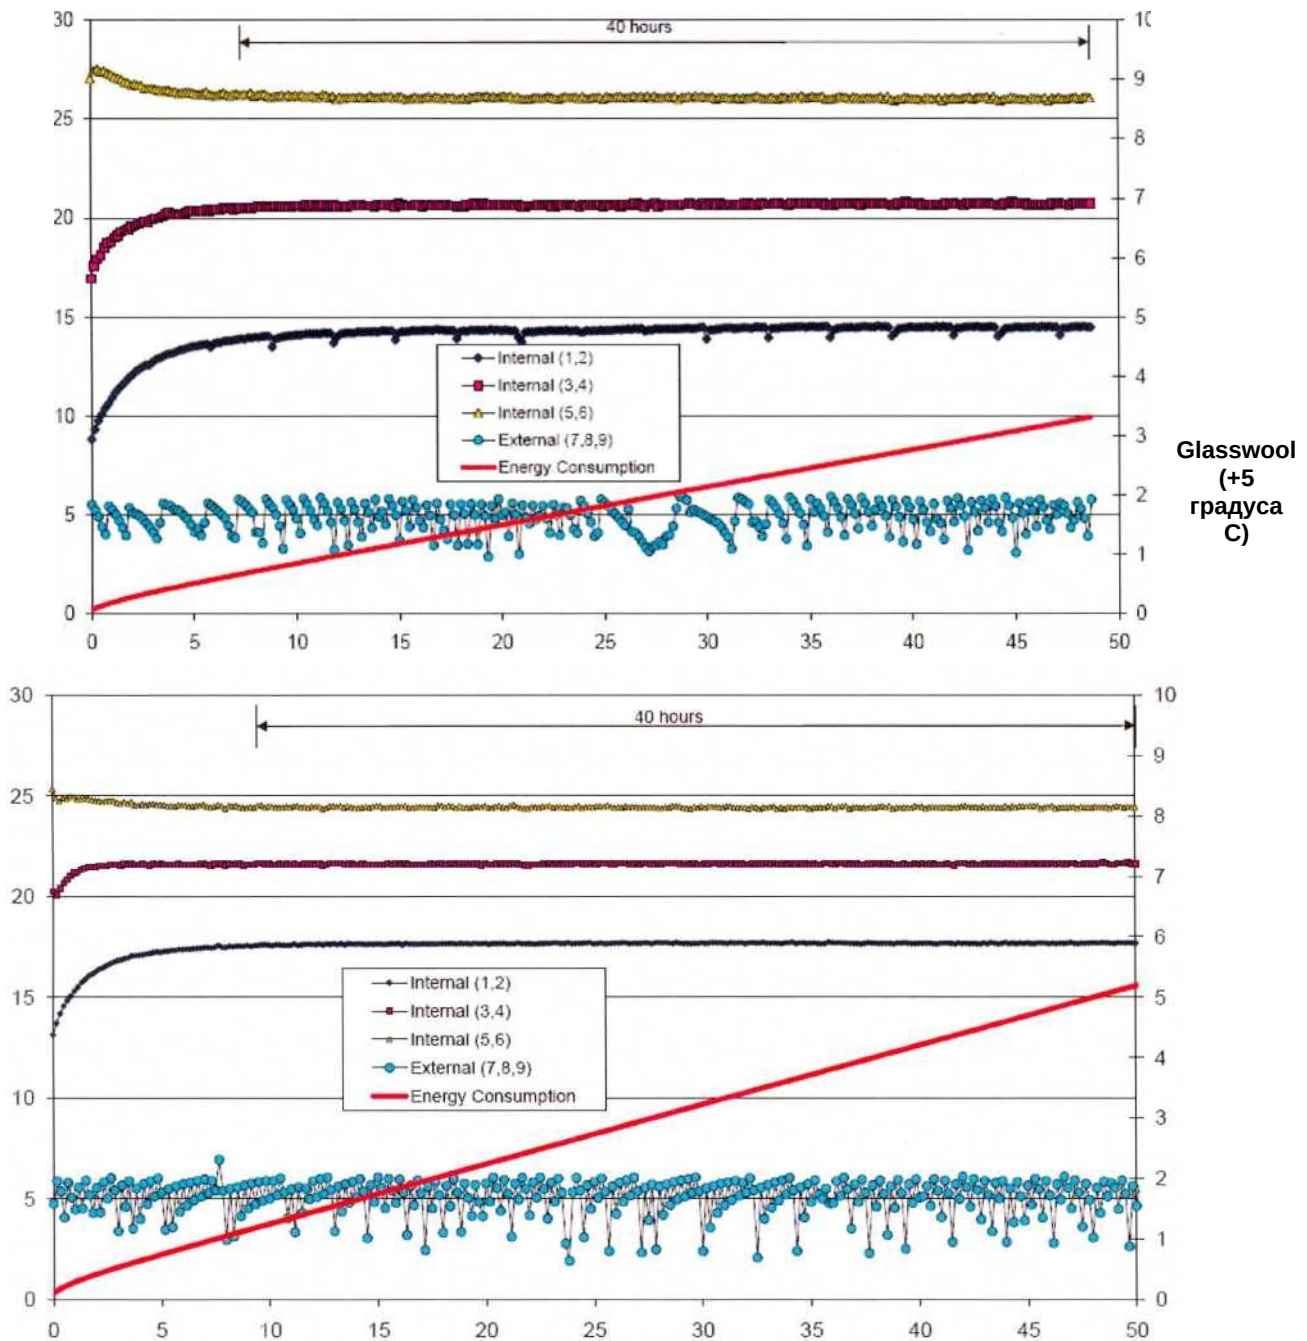 30
10
40 hours
9
25
8
7
20
6
15
5
Internal (1,2)
Internal (3,4)
Internal (5,6)
External (7,8,9)
Energy Consumption
4
10
3
Glasswool
(+5
градуса
C)
2
5
1
0
0
0 5 10 15 20 25 30 35 40 45 50
30
10
40 hours
9
25
8
7
20
6
15
5
Internal (1,2)
Internal (3,4)
Internal (5,6)
External (7,8,9)
Energy Consumption
4
10
3
2
5
1
0
0
0 5 10 15 20 25 30 35 40 45 50